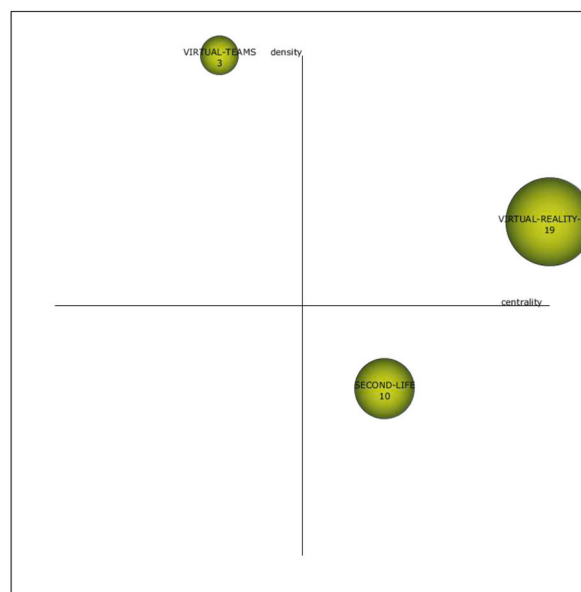 VIRTUAL-TEAMS
3
density
VIRTUAL-REALITY-
19
centrality
SECOND-LIFE
10